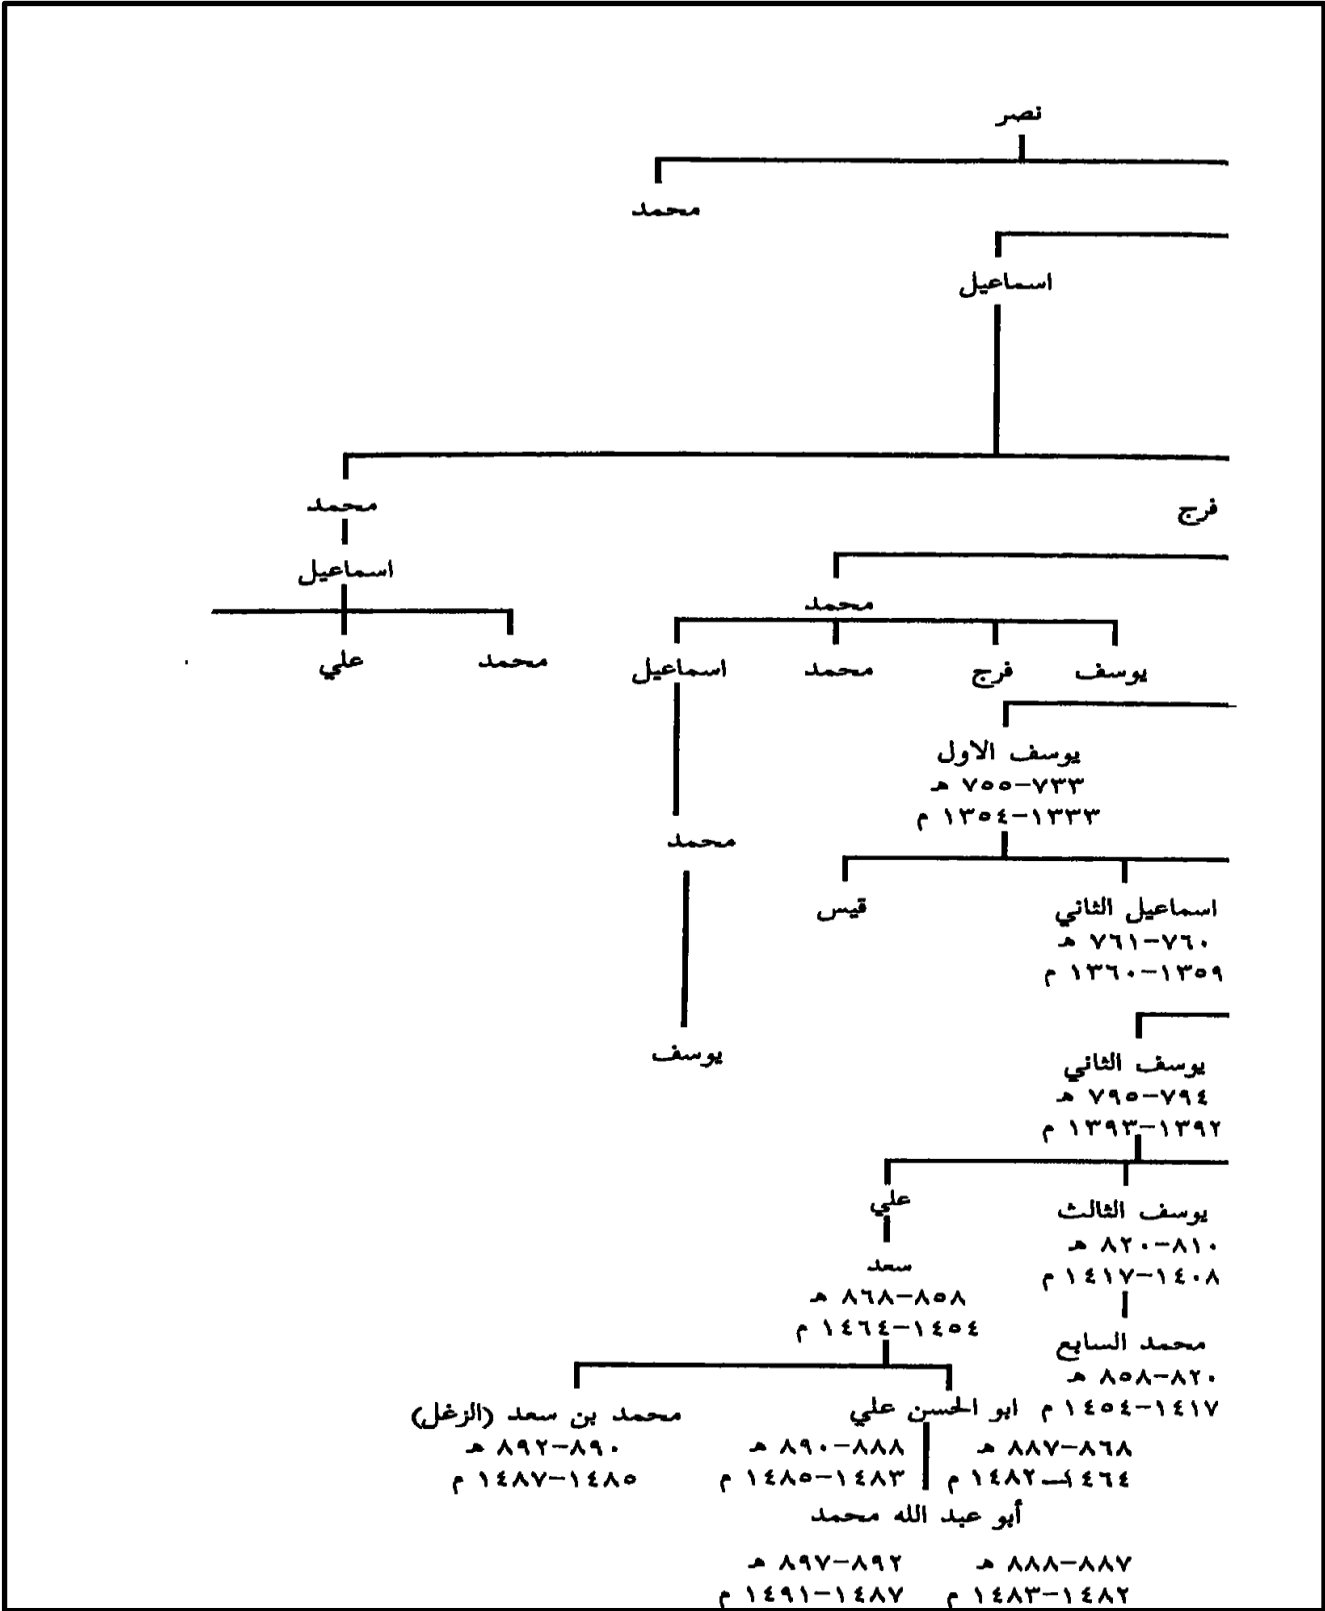 نصر
محمد
اسماعيل
محمد
فرج
اسماعيل
محمد
يوسف
فرج
محمد
اسماعيل
محمد
علي
يوسف الاول
٧٣٣-٧٥٥ هـ
١٣٣٣-١٣٥٤ م
محمد
اسماعيل الثاني
٧٦٠-٧٦١ هـ
١٣٥٩-١٣٦٠ م
قيس
يوسف
يوسف الثاني
٧٩٤-٧٩٥ هـ
١٣٩٢-١٣٩٣ م
علي
يوسف الثالث
٨١٠-٨٢٠ هـ
١٤٠٨-١٤١٧ م
سعد
٨٥٨-٨٦٨ هـ
١٤٥٤-١٤٦٤ م
محمد السابع
٨٢٠-٨٥٨ هـ
١٤١٧-١٤٥٤ م
ابو الحسن علي
٨٦٨-٨٨٧ هـ
٨٨٨-٨٩٠ هـ
١٤٦٤-١٤٨٢ م
١٤٨٣-١٤٨٥ م
محمد بن سعد (الزغل)
٨٩٠-٨٩٢ هـ
١٤٨٥-١٤٨٧ م
أبو عبد الله محمد
٨٨٧-٨٨٨ هـ
٨٩٢-٨٩٧ هـ
١٤٨٢-١٤٨٣ م
١٤٨٧-١٤٩١ م